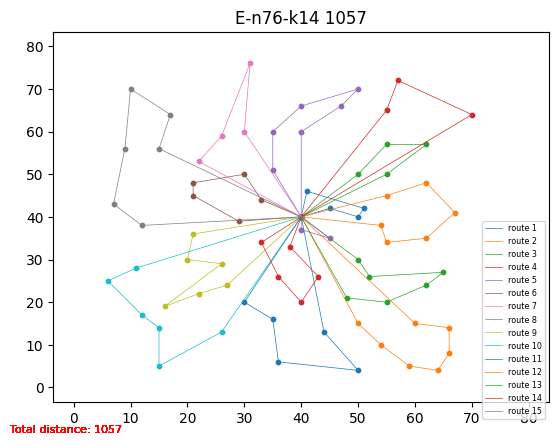 E-n76-k14 1057
80
70
60
50
40
30
20
10
0
0
10
20
30
40
50
60
70
80
route 1
route 2
route 3
route 4
route 5
route 6
route 7
route 8
route 9
route 10
route 11
route 12
route 13
route 14
route 15
Total distance: 1057